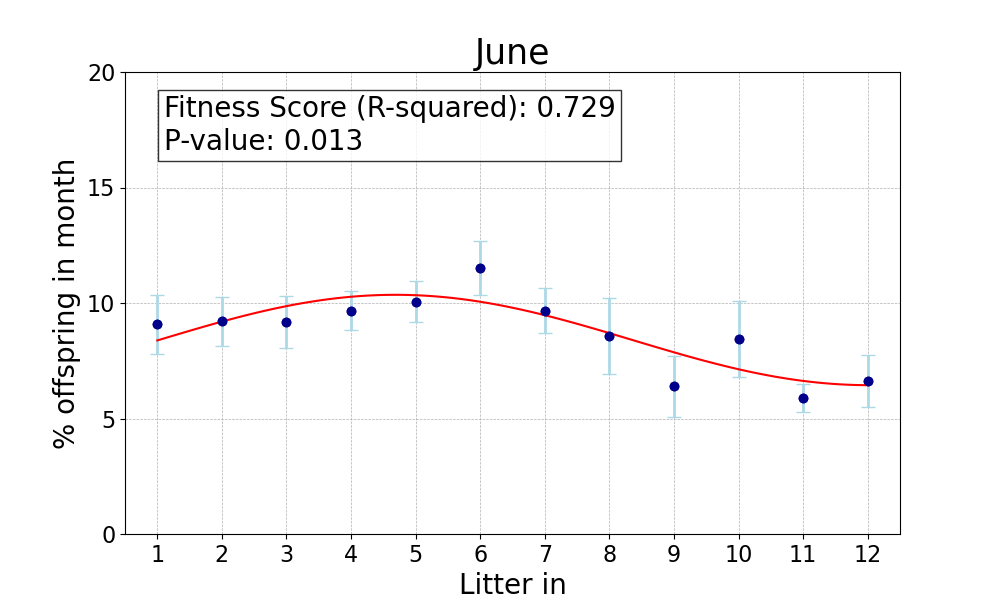 June
Fitness Score (R-squared): 0.729
P-value: 0.013
% offspring in month
20
15
10
5
0
1 2 3 4 5 6 7 8 9 10 11 12
Litter in